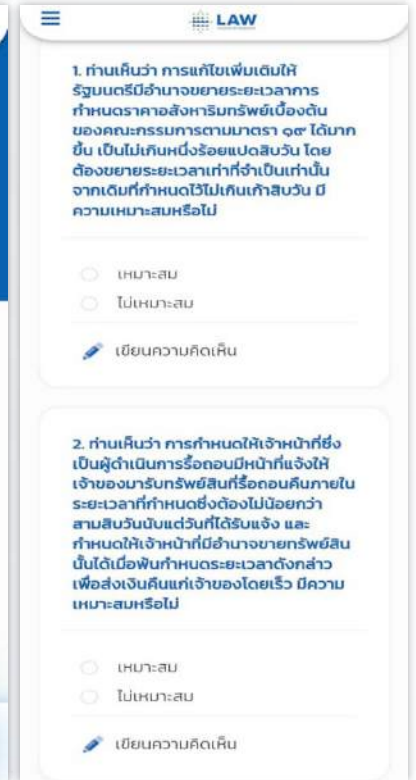 LAW
1. ท่านเห็นว่า การแก้ไขเพิ่มเติมให้
รัฐมนตรีมีอำนาจขยายระยะเวลาการ
กำหนดราคาอสังหาริมทรัพย์เบื้องต้น
ของคณะกรรมการตามมาตรา ๑๙ ได้มาก
ขึ้น เป็นไม่เกินหนึ่งร้อยแปดสิบวัน โดย
ต้องขยายระยะเวลาเท่าที่จำเป็นเท่านั้น
จากเดิมที่กำหนดไว้ไม่เกินเก้าสิบวัน มี
ความเหมาะสมหรือไม่
เหมาะสม
ไม่เหมาะสม
เขียนความคิดเห็น
2. ท่านเห็นว่า การกำหนดให้เจ้าหน้าที่ซึ่ง
เป็นผู้ดำเนินการรื้อถอนมีหน้าที่แจ้งให้
เจ้าของมารับทรัพย์สินที่รื้อถอนคืนภายใน
ระยะเวลาที่กำหนดซึ่งต้องไม่น้อยกว่า
สามสิบวันนับแต่วันที่ได้รับแจ้ง และ
กำหนดให้เจ้าหน้าที่มีอำนาจขายทรัพย์สิน
นั้นได้เมื่อพ้นกำหนดระยะเวลาดังกล่าว
เพื่อส่งเงินคืนแก่เจ้าของโดยเร็ว มีความ
เหมาะสมหรือไม่
เหมาะสม
ไม่เหมาะสม
เขียนความคิดเห็น